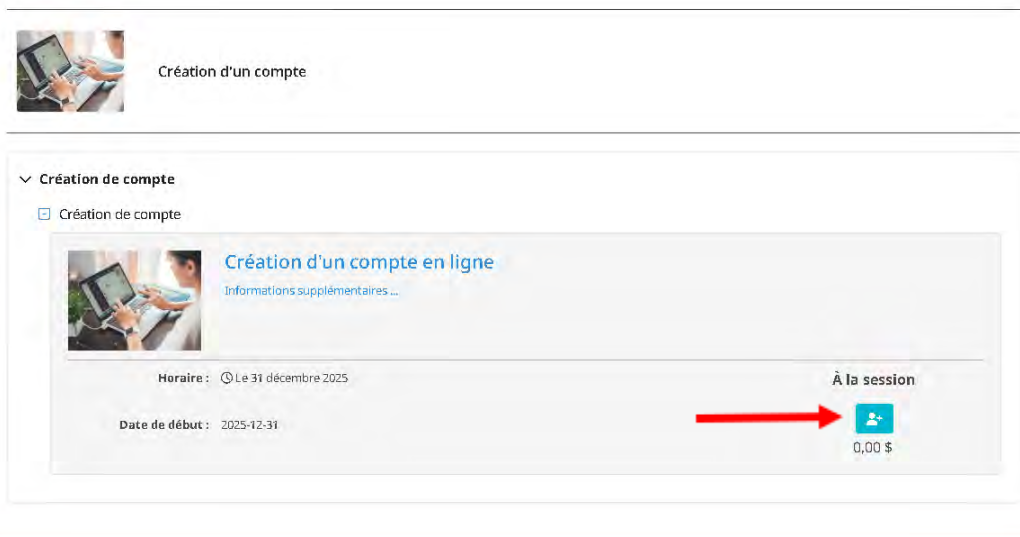 Création d'un compte
Création de compte
Création de compte
Création d'un compte en ligne
Informations supplémentaires ...
Horaire : Le 31 décembre 2025
À la session
Date de début : 2025-12-31
0,00 $